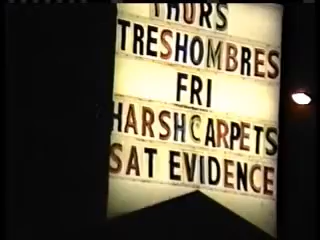 THURS
TRESHOMBRES
FRI
HARSHCARPETS
SAT EVIDENCE